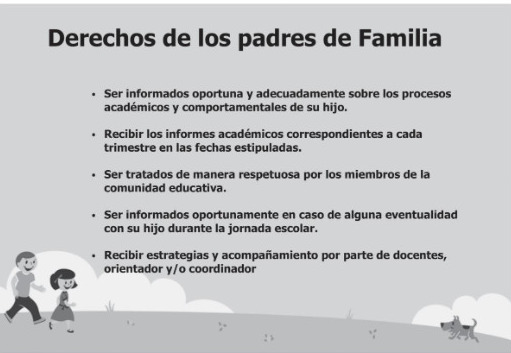 Derechos de los padres de Familia
• Ser informados oportuna y adecuadamente sobre los procesos
académicos y comportamentales de su hijo.
• Recibir los informes académicos correspondientes a cada
trimestre en las fechas estipuladas.
• Ser tratados de manera respetuosa por los miembros de la
comunidad educativa.
• Ser informados oportunamente en caso de alguna eventualidad
con su hijo durante la jornada escolar.
• Recibir estrategias y acompañamiento por parte de docentes,
orientador y/o coordinador